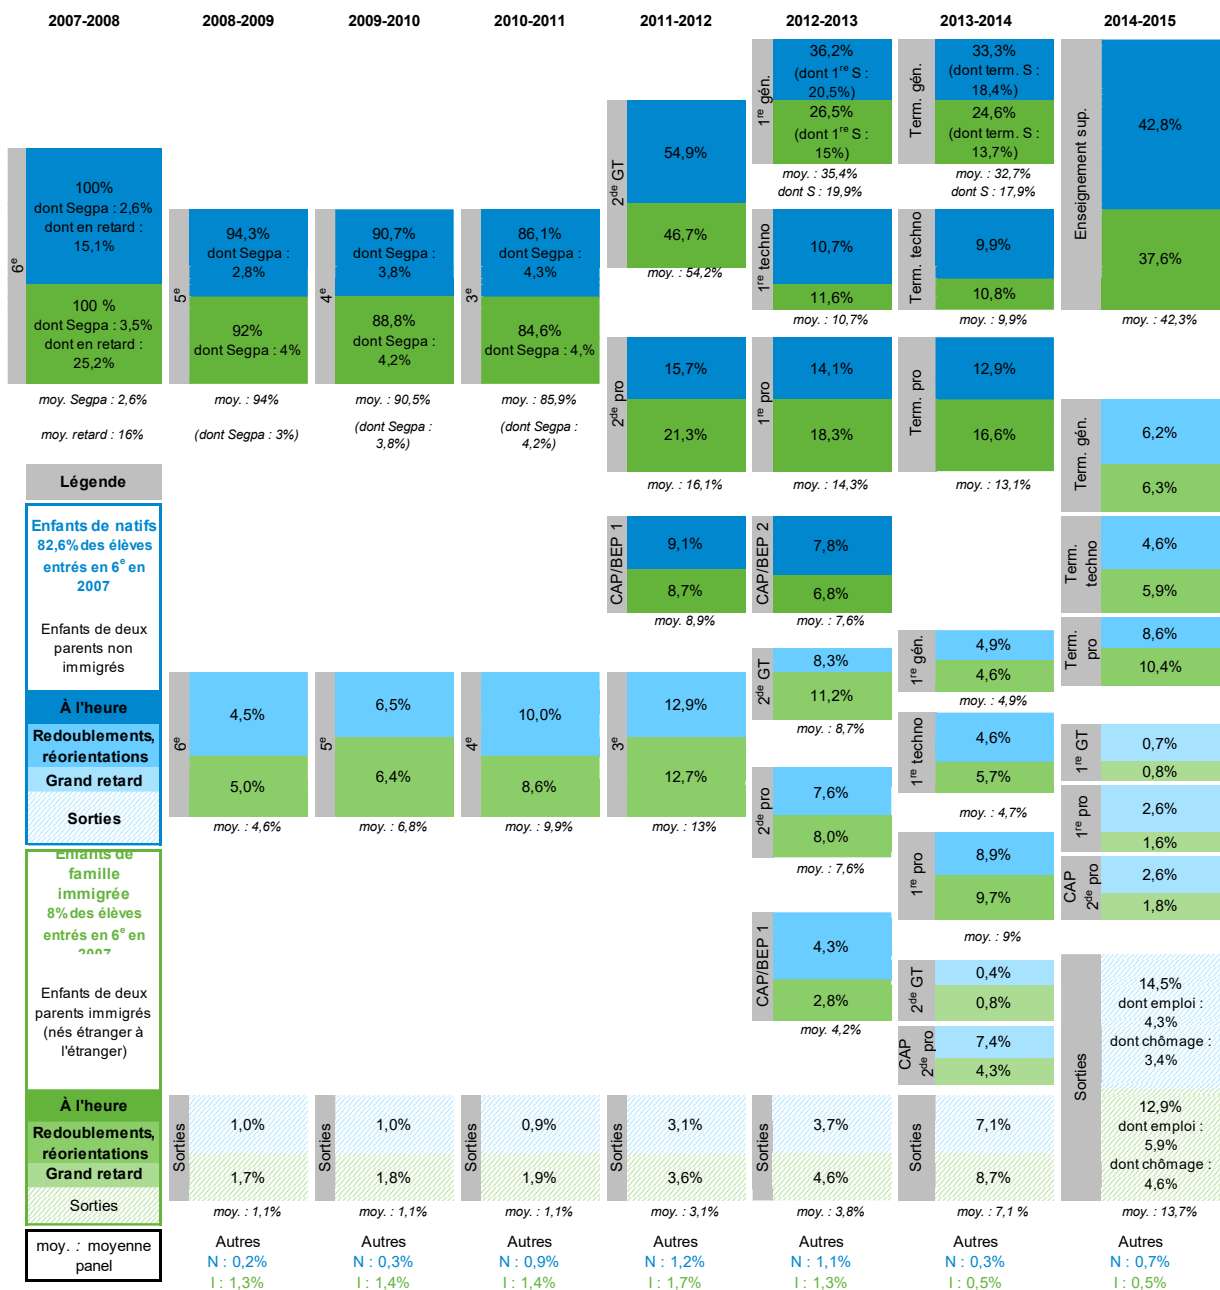 2007-2008
2008-2009
2009-2010
2010-2011
2011-2012
2012-2013
2013-2014
2014-2015
6e
100%
dont Segpa : 2,6%
dont en retard :
15,1%
100 %
dont Segpa : 3,5%
dont en retard :
25,2%
moy. Segpa : 2,6%
moy. retard : 16%
5e
94,3%
dont Segpa :
2,8%
92%
dont Segpa : 4%
moy. : 94%
(dont Segpa : 3%)
4e
90,7%
dont Segpa :
3,8%
88,8%
dont Segpa :
4,2%
moy. : 90,5%
(dont Segpa :
3,8%)
3e
86,1%
dont Segpa :
4,3%
84,6%
dont Segpa : 4,%
moy. : 85,9%
(dont Segpa :
4,2%)
2de GT
54,9%
46,7%
moy. : 54,2%
2de pro
15,7%
21,3%
moy. : 16,1%
CAP/BEP 1
9,1%
8,7%
moy. 8,9%
1re gén.
36,2%
(dont 1re S :
20,5%)
26,5%
(dont 1re S :
15%)
moy. : 35,4%
dont S : 19,9%
1re techno
10,7%
11,6%
moy. : 10,7%
1re pro
14,1%
18,3%
moy. : 14,3%
CAP/BEP 2
7,8%
6,8%
moy. : 7,6%
Term. gén.
33,3%
(dont term. S :
18,4%)
24,6%
(dont term. S :
13,7%)
moy. : 32,7%
dont S : 17,9%
Term. techno
9,9%
10,8%
moy. : 9,9%
Term. pro
12,9%
16,6%
moy. : 13,1%
Enseignement sup.
42,8%
37,6%
moy. : 42,3%
Term. gén.
6,2%
6,3%
Term.
techno
4,6%
5,9%
Term.
pro
8,6%
10,4%
1re GT
0,7%
0,8%
1re pro
2,6%
1,6%
CAP
2de pro
2,6%
1,8%
Sorties
14,5%
dont emploi :
4,3%
dont chômage :
3,4%
12,9%
dont emploi :
5,9%
dont chômage :
4,6%
moy. : 13,7%
6e
4,5%
5,0%
moy. : 4,6%
5e
6,5%
6,4%
moy. : 6,8%
4e
10,0%
8,6%
moy. : 9,9%
3e
12,9%
12,7%
moy. : 13%
2de GT
8,3%
11,2%
moy. : 8,7%
2de pro
7,6%
8,0%
moy. : 7,6%
CAP/BEP 1
4,3%
2,8%
moy. 4,2%
1re gén.
4,9%
4,6%
moy. : 4,9%
1re techno
4,6%
5,7%
moy. : 4,7%
1re pro
8,9%
9,7%
moy. : 9%
2de GT
0,4%
0,8%
CAP
2de pro
7,4%
4,3%
Sorties
1,0%
1,7%
moy. : 1,1%
Sorties
1,0%
1,8%
moy. : 1,1%
Sorties
0,9%
1,9%
moy. : 1,1%
Sorties
3,1%
3,6%
moy. : 3,1%
Sorties
3,7%
4,6%
moy. : 3,8%
Sorties
7,1%
8,7%
moy. : 7,1 %
Légende
Enfants de natifs
82,6% des élèves
entrés en 6e en
2007
Enfants de deux
parents non
immigrés
À l'heure
Redoublements,
réorientations
Grand retard
Sorties
Enfants de
famille
immigrée
8% des élèves
entrés en 6e en
2007
Enfants de deux
parents immigrés
(nés étranger à
l'étranger)
À l'heure
Redoublements,
réorientations
Grand retard
Sorties
moy. : moyenne
panel
Autres
N : 0,2%
I : 1,3%
Autres
N : 0,3%
I : 1,4%
Autres
N : 0,9%
I : 1,4%
Autres
N : 1,2%
I : 1,7%
Autres
N : 1,1%
I : 1,3%
Autres
N : 0,3%
I : 0,5%
Autres
N : 0,7%
I : 0,5%